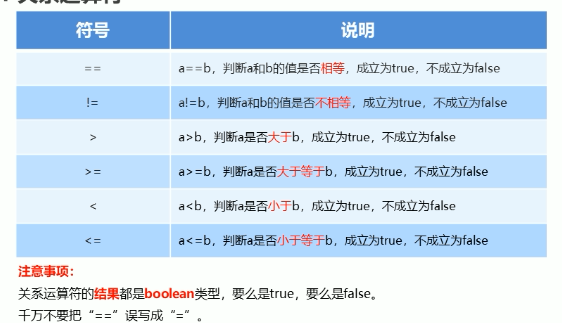 关系运算符
符号 说明
== a==b，判断a和b的值是否相等，成立为true，不成立为false
!= a!=b，判断a和b的值是否不相等，成立为true，不成立为false
> a>b，判断a是否大于b，成立为true，不成立为false
>= a>=b，判断a是否大于等于b，成立为true，不成立为false
< a<b，判断a是否小于b，成立为true，不成立为false
<= a<=b，判断a是否小于等于b，成立为true，不成立为false
注意事项：
关系运算符的结果都是boolean类型，要么是true，要么是false。
千万不要把“==”误写成“=”。